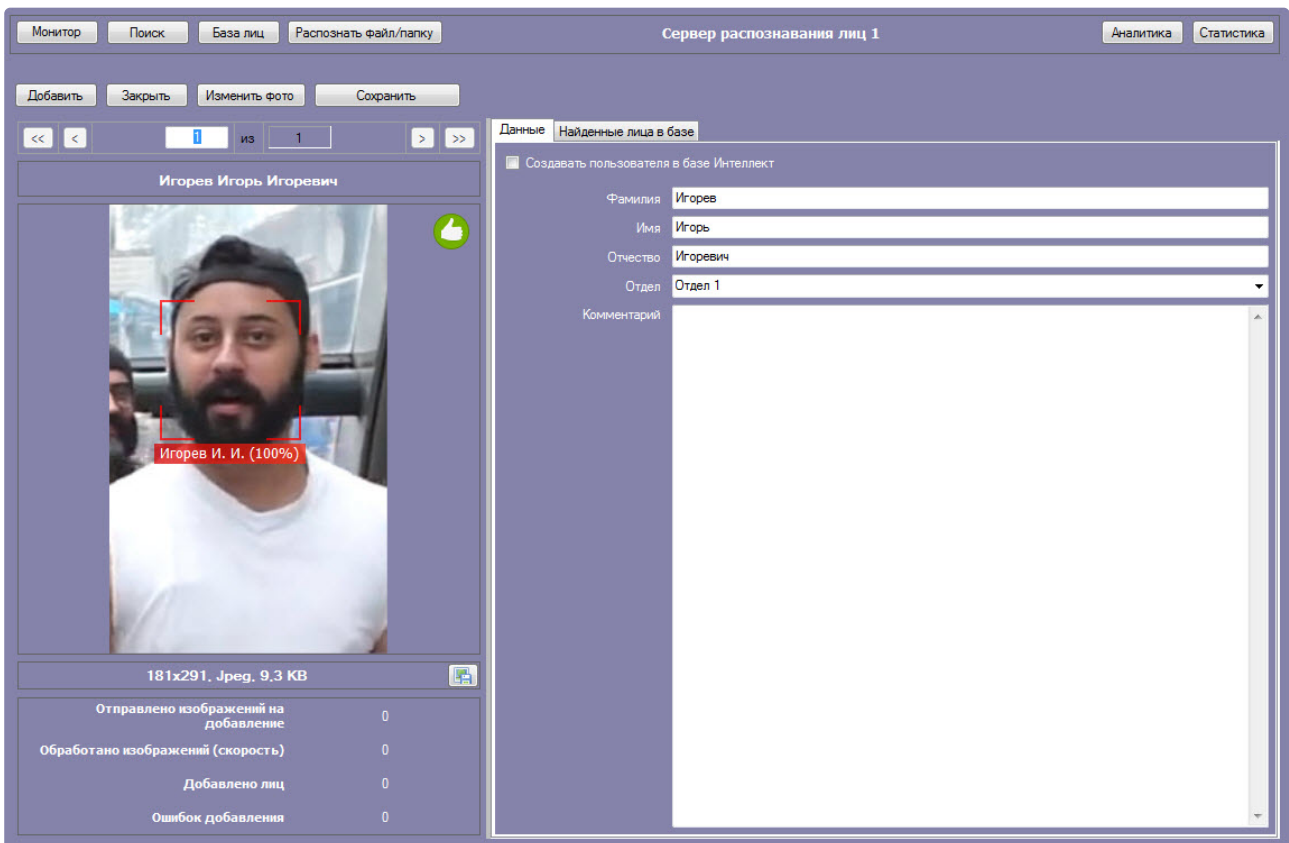 Монитор Поиск База лиц Распознать файл/папку Сервер распознавания лиц 1 Аналитика Статистика
Добавить Закрыть Изменить фото Сохранить
<< < 1 из 1 > >>
Данные Найденные лица в базе
Создавать пользователя в базе Интеллект
Игорев Игорь Игоревич
Фамилия Игорев
Имя Игорь
Отчество Игоревич
Отдел Отдел 1
Комментарий
Игорев И. И. (100%)
181x291, Jpeg, 9,3 KB
Отправлено изображений на
добавление 0
Обработано изображений (скорость) 0
Добавлено лиц 0
Ошибок добавления 0